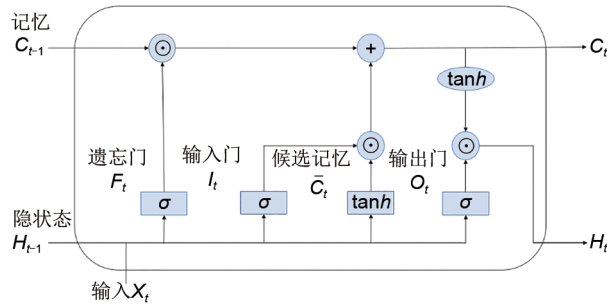 记忆
C_{t-1}
⊙
+
C_t
tanh
遗忘门
F_t
输入门
I_t
候选记忆
C̄_t
⊙
输出门
O_t
⊙
σ
σ
tanh
σ
隐状态
H_{t-1}
H_t
输入X_t